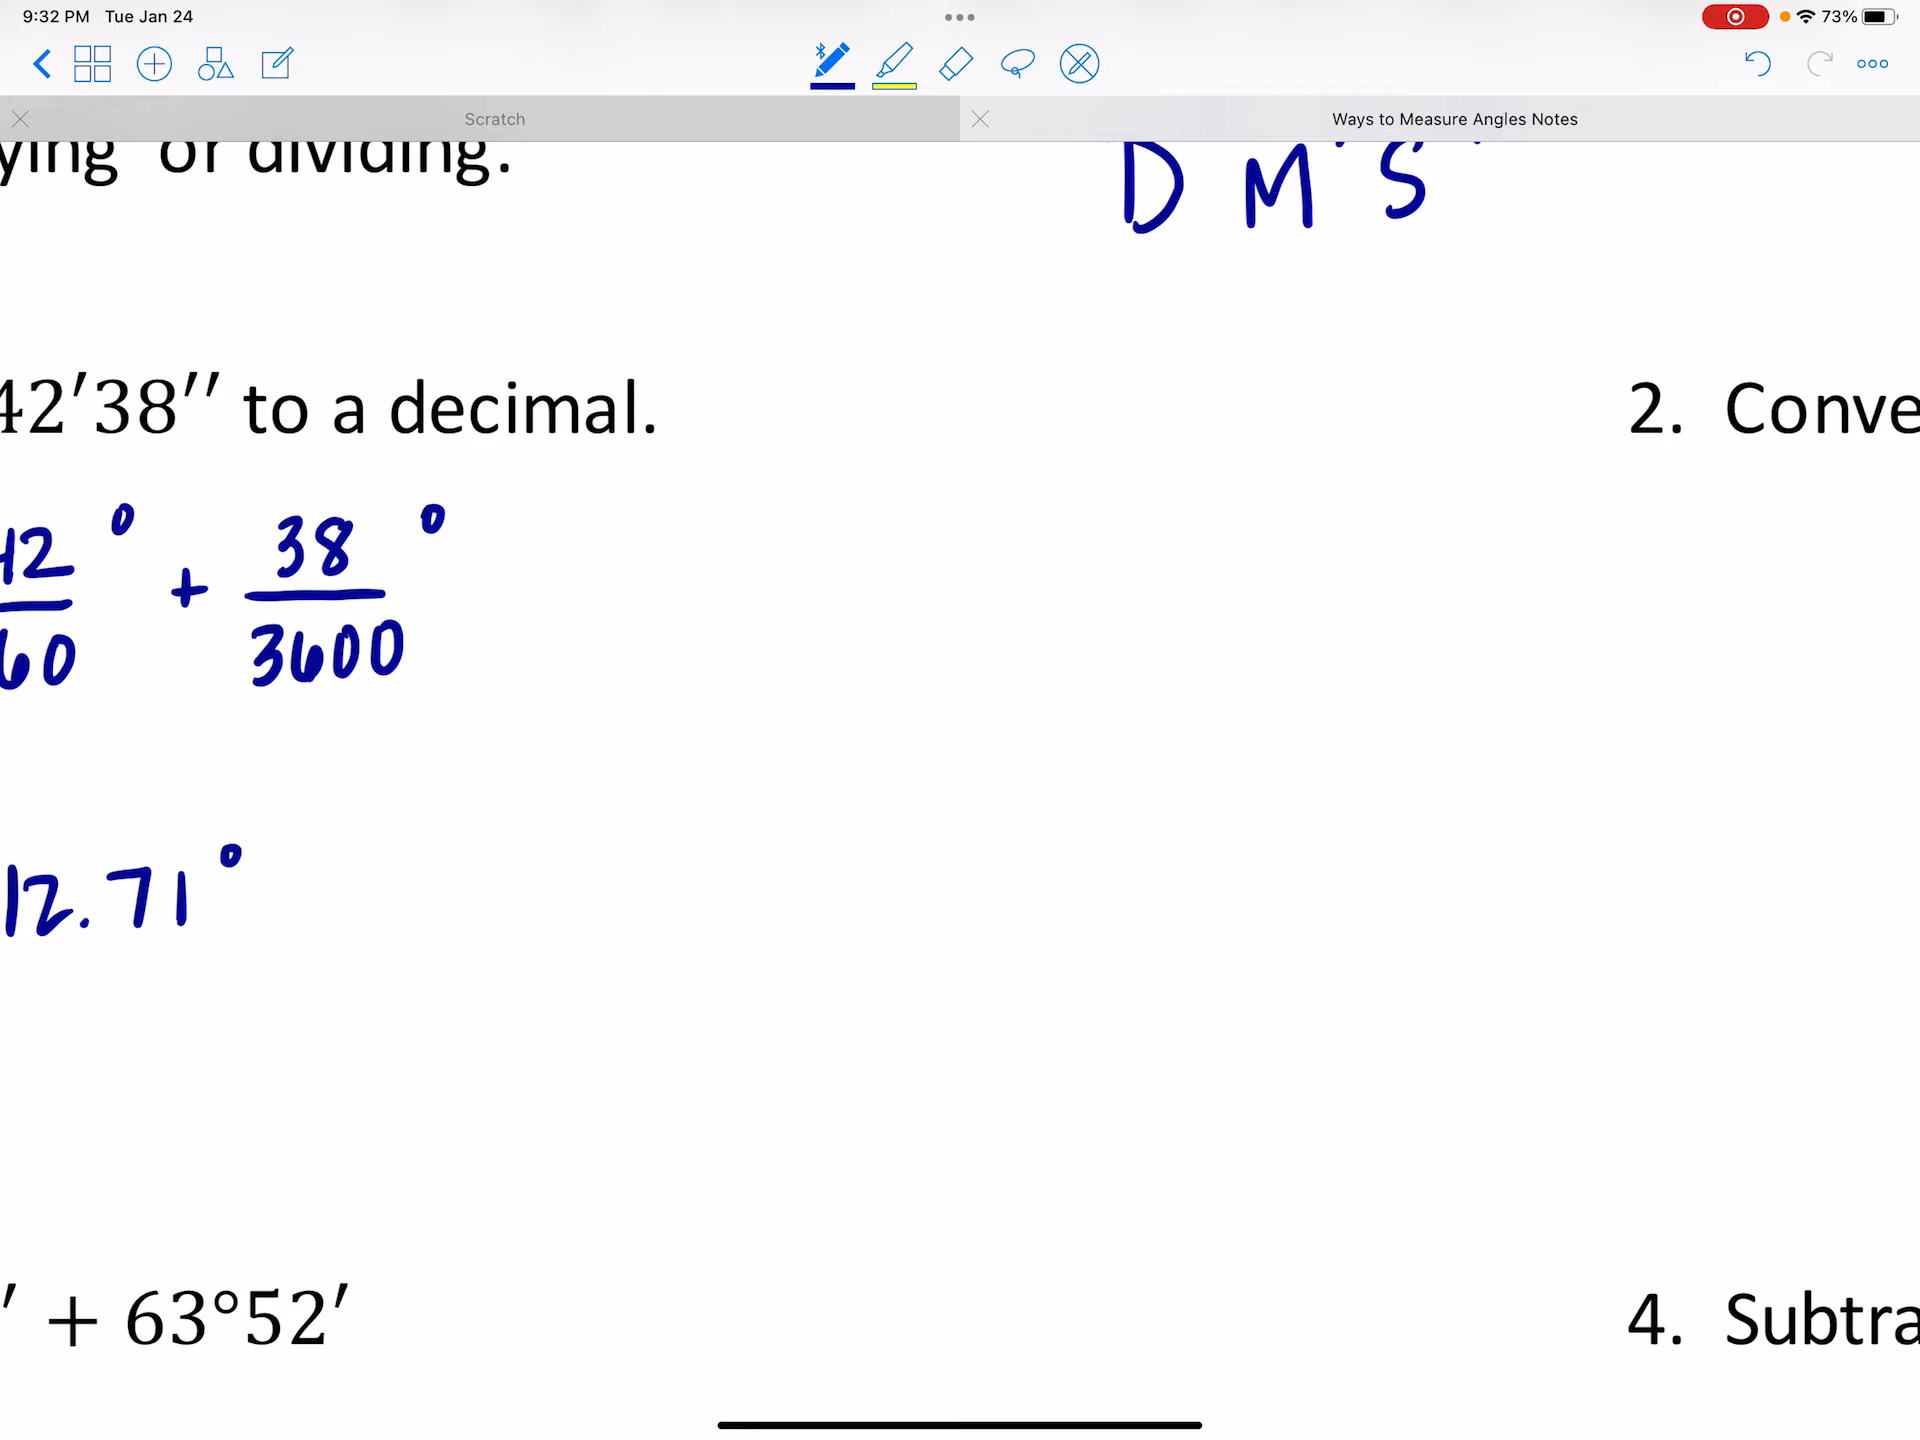 9:32 PM Tue Jan 24
73%
Scratch
Ways to Measure Angles Notes
ying or dividing.
D M ' S "
42′38′′ to a decimal.
2. Conve
42° + 38°
60 3600
12.71°
′ + 63°52′
4. Subtra